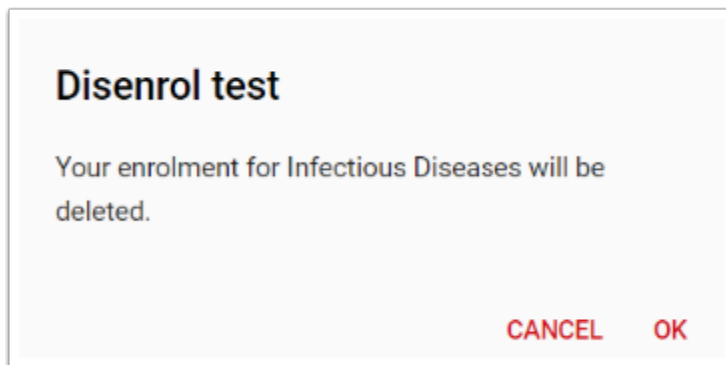 Disenrol test
Your enrolment for Infectious Diseases will be
deleted.
CANCEL OK